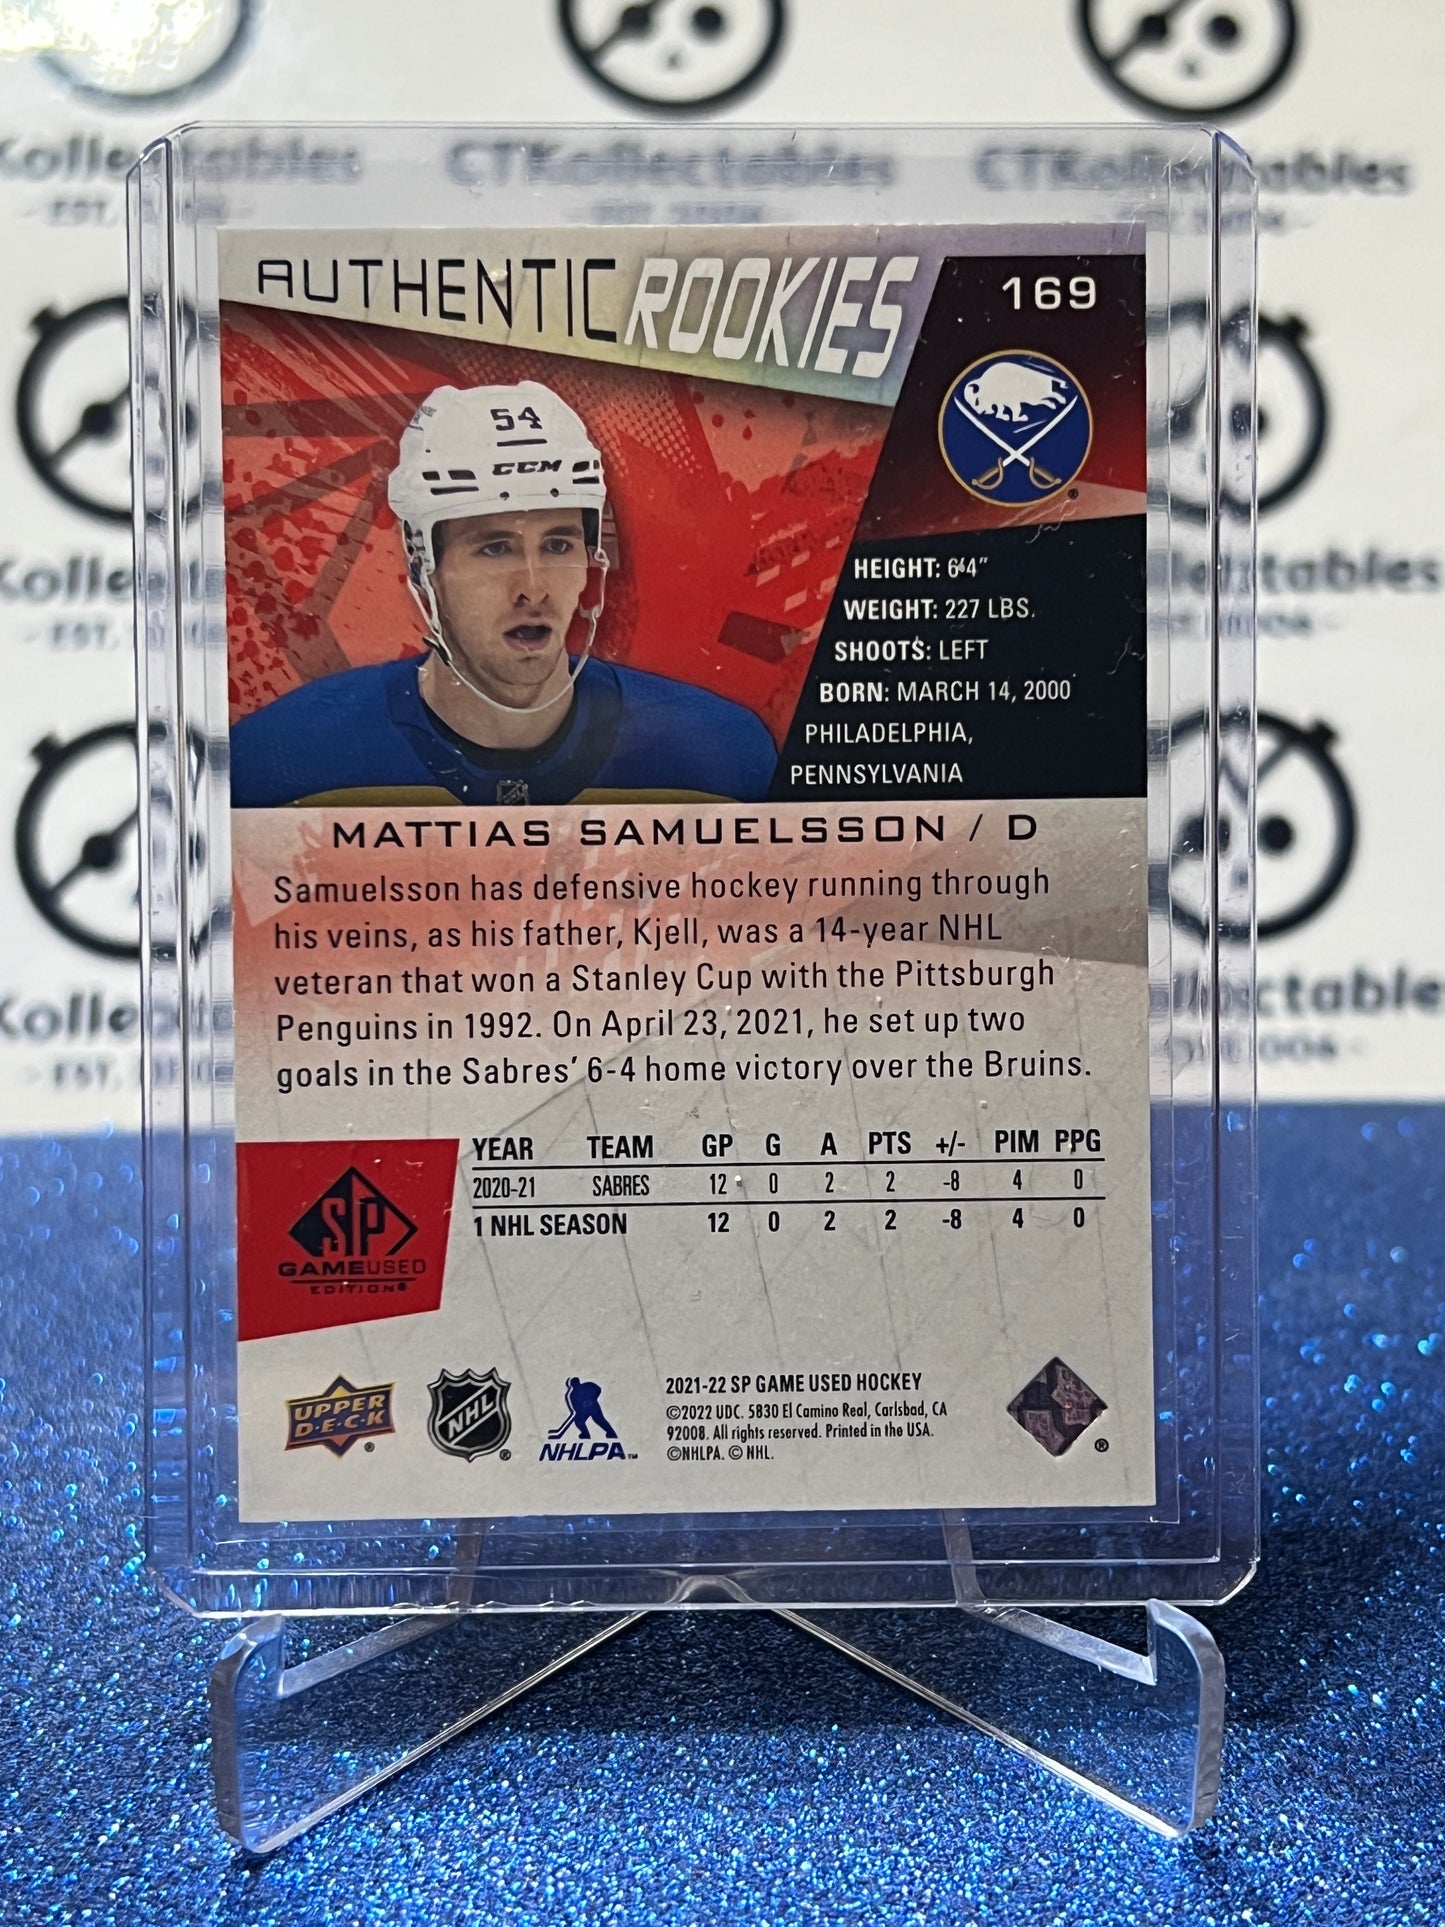 CTKollectables
CTKollectables
AUTHENTIC ROOKIES
169
54
CCM
HEIGHT: 6'4"
WEIGHT: 227 LBS.
SHOOTS: LEFT
BORN: MARCH 14, 2000
PHILADELPHIA,
PENNSYLVANIA
MATTIAS SAMUELSSON / D
Samuelsson has defensive hockey running through
his veins, as his father, Kjell, was a 14-year NHL
veteran that won a Stanley Cup with the Pittsburgh
Penguins in 1992. On April 23, 2021, he set up two
goals in the Sabres' 6-4 home victory over the Bruins.
YEAR TEAM GP G A PTS +/- PIM PPG
2020-21 SABRES 12 0 2 2 -8 4 0
1 NHL SEASON 12 0 2 2 -8 4 0
SP
GAMEUSED
EDITION®
UPPER
D·E·C·K ®
NHL ®
NHLPA™
2021-22 SP GAME USED HOCKEY
©2022 UDC. 5830 El Camino Real, Carlsbad, CA
92008. All rights reserved. Printed in the USA.
©NHLPA. © NHL.
®